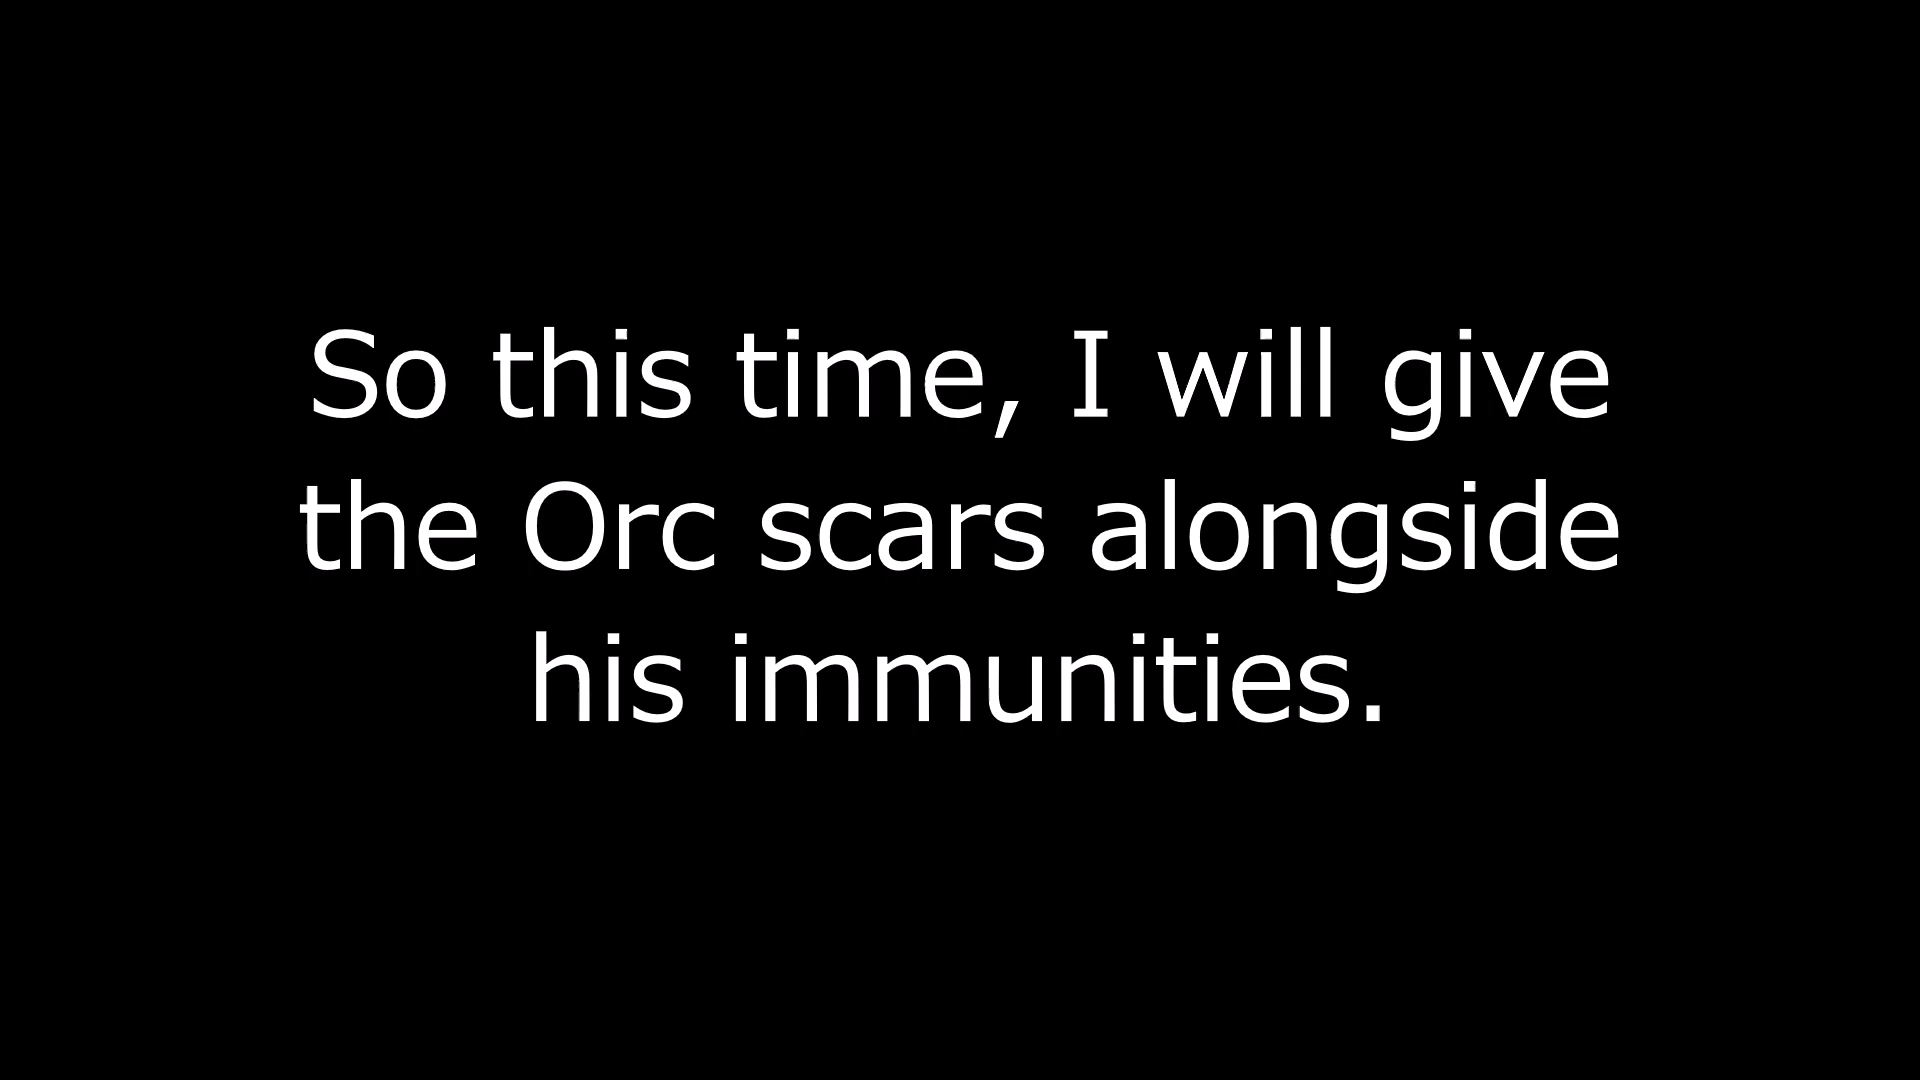 So this time, I will give
the Orc scars alongside
his immunities.